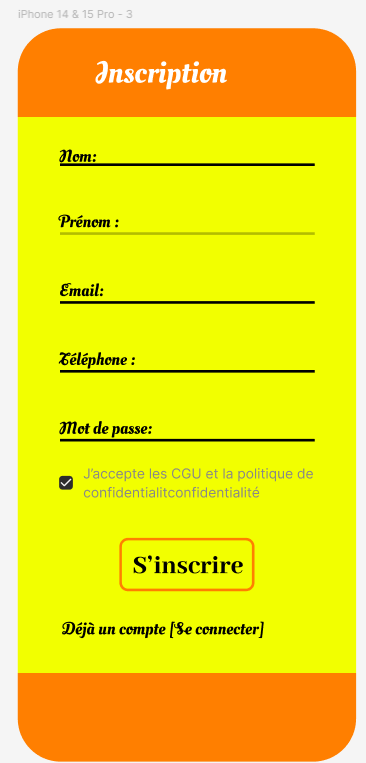 iPhone 14 & 15 Pro - 3
Inscription
Nom:
Prénom :
Email:
Téléphone :
Mot de passe:
J'accepte les CGU et la politique de
confidentialitconfidentialité
S'inscrire
Déjà un compte [Se connecter]